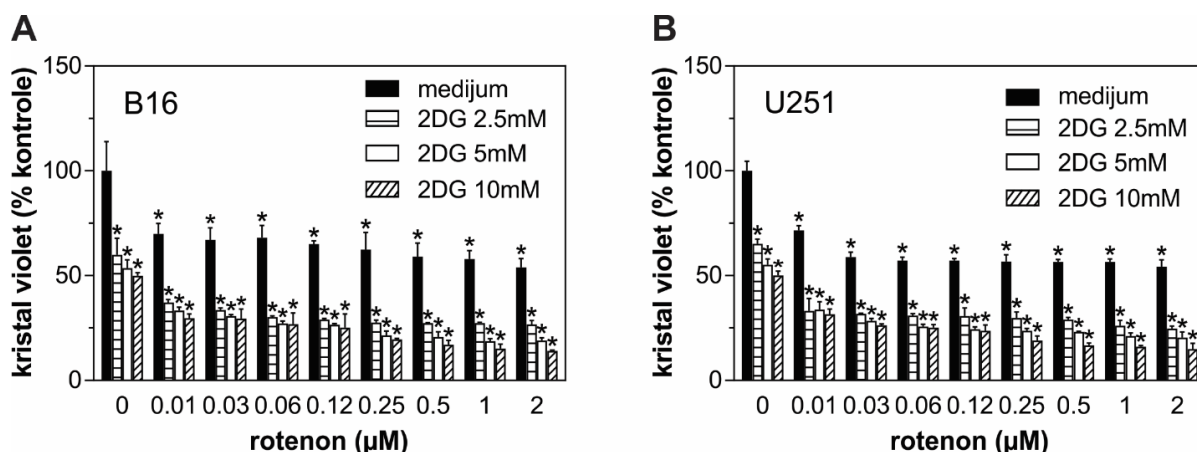 A
kristal violet (% kontrole)
150
100
50
0
B16
medijum
2DG 2.5mM
2DG 5mM
2DG 10mM
* * * * * * * * * * * * * * * * * * * * * * * * * * * * * * * * * * *
0 0.01 0.03 0.06 0.12 0.25 0.5 1 2
rotenon (µM)
B
kristal violet (% kontrole)
150
100
50
0
U251
medijum
2DG 2.5mM
2DG 5mM
2DG 10mM
* * * * * * * * * * * * * * * * * * * * * * * * * * * * * * * * * * *
0 0.01 0.03 0.06 0.12 0.25 0.5 1 2
rotenon (µM)